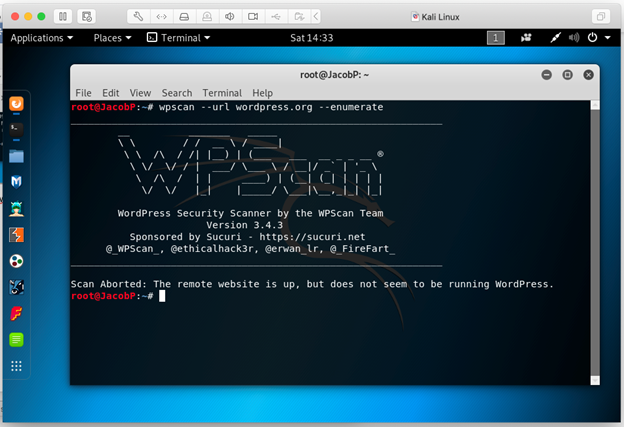 Kali Linux
Applications Places Terminal Sat 14:33 1
root@JacobP: ~
File Edit View Search Terminal Help
root@JacobP:~# wpscan --url wordpress.org --enumerate
WPScan ®
WordPress Security Scanner by the WPScan Team
Version 3.4.3
Sponsored by Sucuri - https://sucuri.net
@_WPScan_, @ethicalhack3r, @erwan_lr, @_FireFart_
Scan Aborted: The remote website is up, but does not seem to be running WordPress.
root@JacobP:~#